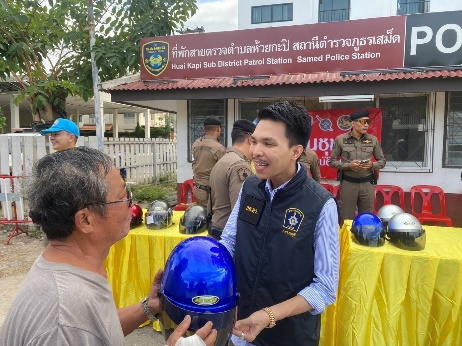 ที่พักสายตรวจตำบลห้วยกะปิ สถานีตำรวจภูธรเสม็ด
Huai Kapi Sub District Patrol Station Samed Police Station
PO